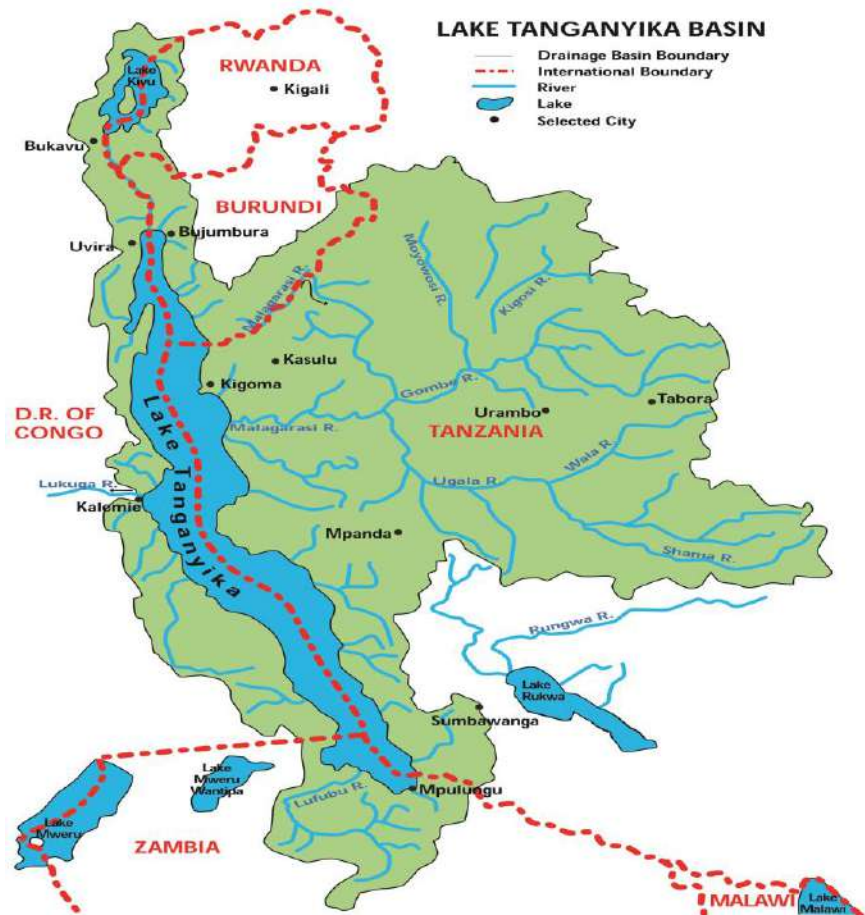 LAKE TANGANYIKA BASIN
Drainage Basin Boundary
International Boundary
River
Lake
Selected City
Lake
Kivu
RWANDA
Kigali
Bukavu
BURUNDI
Bujumbura
Uvira
Malagarasi R.
Moyowosi R.
Kigosi R.
Kasulu
Kigoma
Gombe R.
Urambo
Tabora
D.R. OF
CONGO
Lake Tanganyika
Malagarasi R.
TANZANIA
Wala R.
Ugala R.
Lukuga R.
Kalemie
Mpanda
Shama R.
Rungwa R.
Lake
Rukwa
Sumbawanga
Lake
Mweru
Wantipa
Mpulungu
Lufubu R.
Lake
Mweru
ZAMBIA
MALAWI
Lake
Malawi